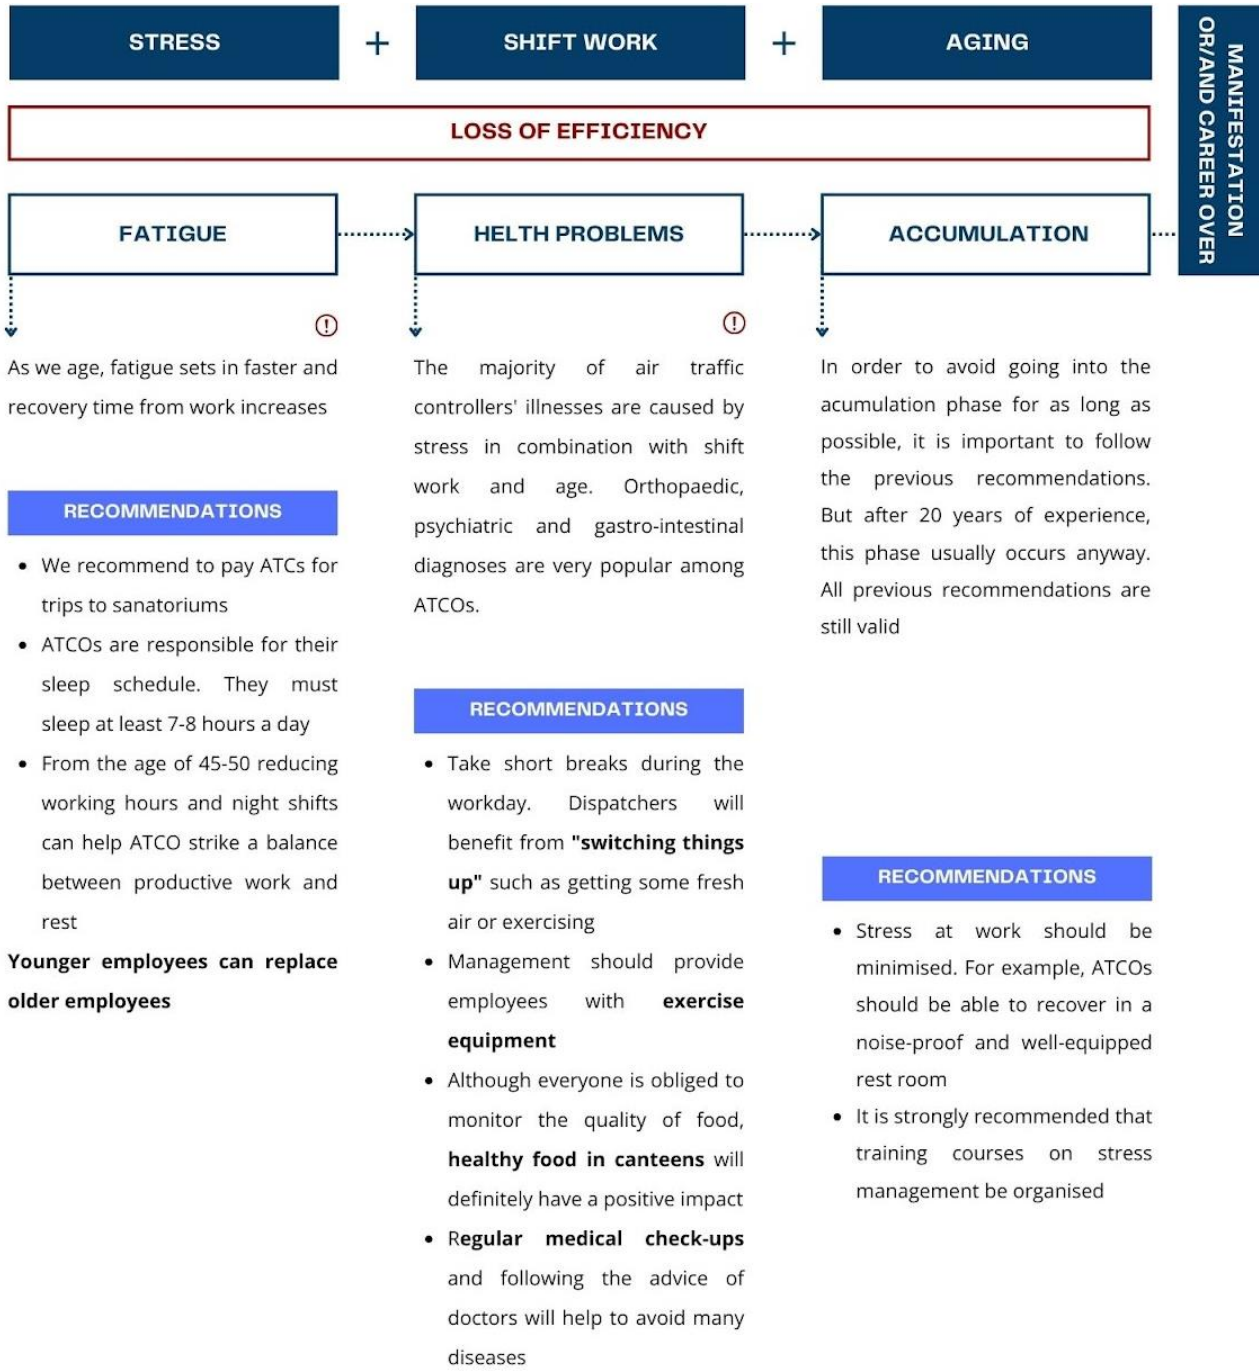 STRESS
+
SHIFT WORK
+
AGING
MANIFESTATION
OR/AND CAREER OVER
LOSS OF EFFICIENCY
FATIGUE
HELTH PROBLEMS
ACCUMULATION
As we age, fatigue sets in faster and
recovery time from work increases
RECOMMENDATIONS
• We recommend to pay ATCs for
trips to sanatoriums
• ATCOs are responsible for their
sleep schedule. They must
sleep at least 7-8 hours a day
• From the age of 45-50 reducing
working hours and night shifts
can help ATCO strike a balance
between productive work and
rest
Younger employees can replace
older employees
The majority of air traffic
controllers' illnesses are caused by
stress in combination with shift
work and age. Orthopaedic,
psychiatric and gastro-intestinal
diagnoses are very popular among
ATCOs.
RECOMMENDATIONS
• Take short breaks during the
workday. Dispatchers will
benefit from "switching things
up" such as getting some fresh
air or exercising
• Management should provide
employees with exercise
equipment
• Although everyone is obliged to
monitor the quality of food,
healthy food in canteens will
definitely have a positive impact
• Regular medical check-ups
and following the advice of
doctors will help to avoid many
diseases
In order to avoid going into the
acumulation phase for as long as
possible, it is important to follow
the previous recommendations.
But after 20 years of experience,
this phase usually occurs anyway.
All previous recommendations are
still valid
RECOMMENDATIONS
• Stress at work should be
minimised. For example, ATCOs
should be able to recover in a
noise-proof and well-equipped
rest room
• It is strongly recommended that
training courses on stress
management be organised